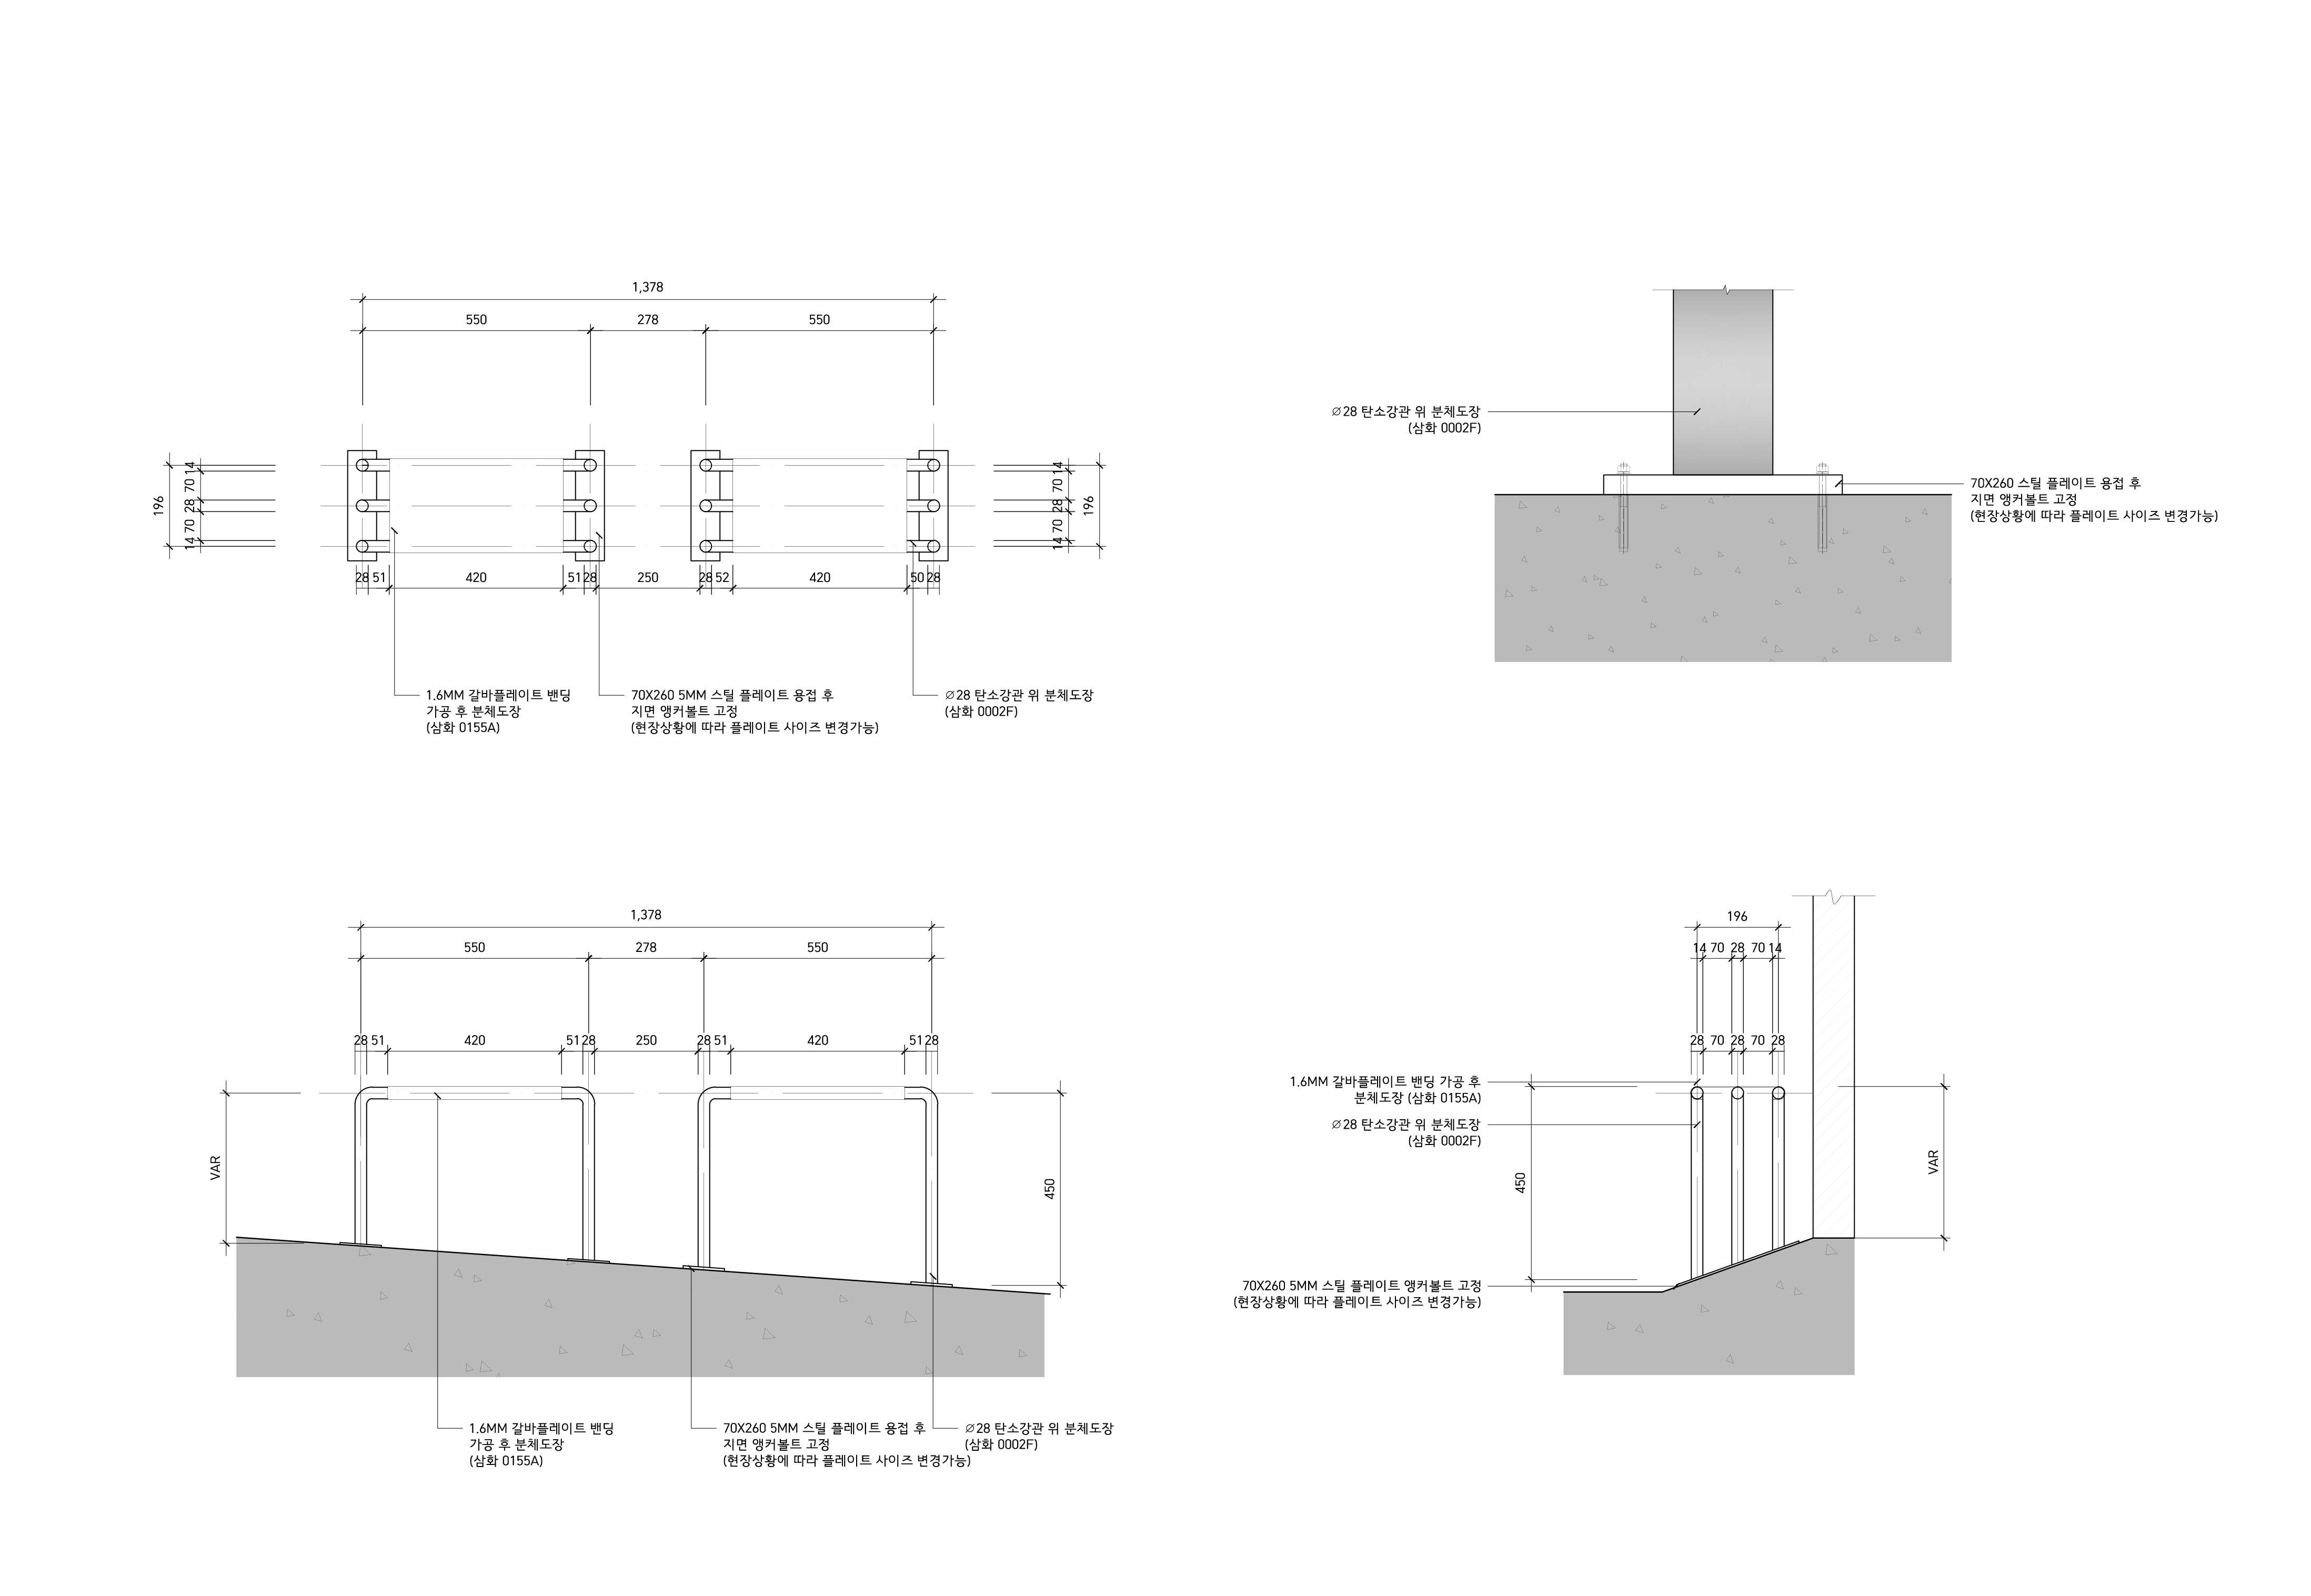 1,378
550 278 550
196
14 70 28 70 14
14 70 28 70 14
196
28 51 420 51 28 250 28 52 420 50 28
1.6MM 갈바플레이트 밴딩
가공 후 분체도장
(삼화 0155A)
70X260 5MM 스틸 플레이트 용접 후
지면 앵커볼트 고정
(현장상황에 따라 플레이트 사이즈 변경가능)
∅28 탄소강관 위 분체도장
(삼화 0002F)
∅28 탄소강관 위 분체도장
(삼화 0002F)
70X260 스틸 플레이트 용접 후
지면 앵커볼트 고정
(현장상황에 따라 플레이트 사이즈 변경가능)
1,378
550 278 550
28 51 420 51 28 250 28 51 420 51 28
VAR
450
1.6MM 갈바플레이트 밴딩
가공 후 분체도장
(삼화 0155A)
70X260 5MM 스틸 플레이트 용접 후
지면 앵커볼트 고정
(현장상황에 따라 플레이트 사이즈 변경가능)
∅28 탄소강관 위 분체도장
(삼화 0002F)
196
14 70 28 70 14
28 70 28 70 28
1.6MM 갈바플레이트 밴딩 가공 후
분체도장 (삼화 0155A)
∅28 탄소강관 위 분체도장
(삼화 0002F)
450
VAR
70X260 5MM 스틸 플레이트 앵커볼트 고정
(현장상황에 따라 플레이트 사이즈 변경가능)